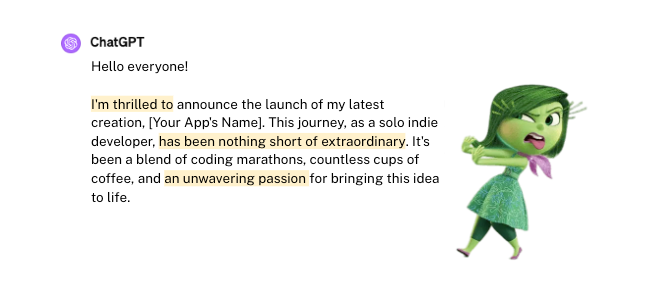 ChatGPT
Hello everyone!
I'm thrilled to announce the launch of my latest
creation, [Your App's Name]. This journey, as a solo indie
developer, has been nothing short of extraordinary. It's
been a blend of coding marathons, countless cups of
coffee, and an unwavering passion for bringing this idea
to life.